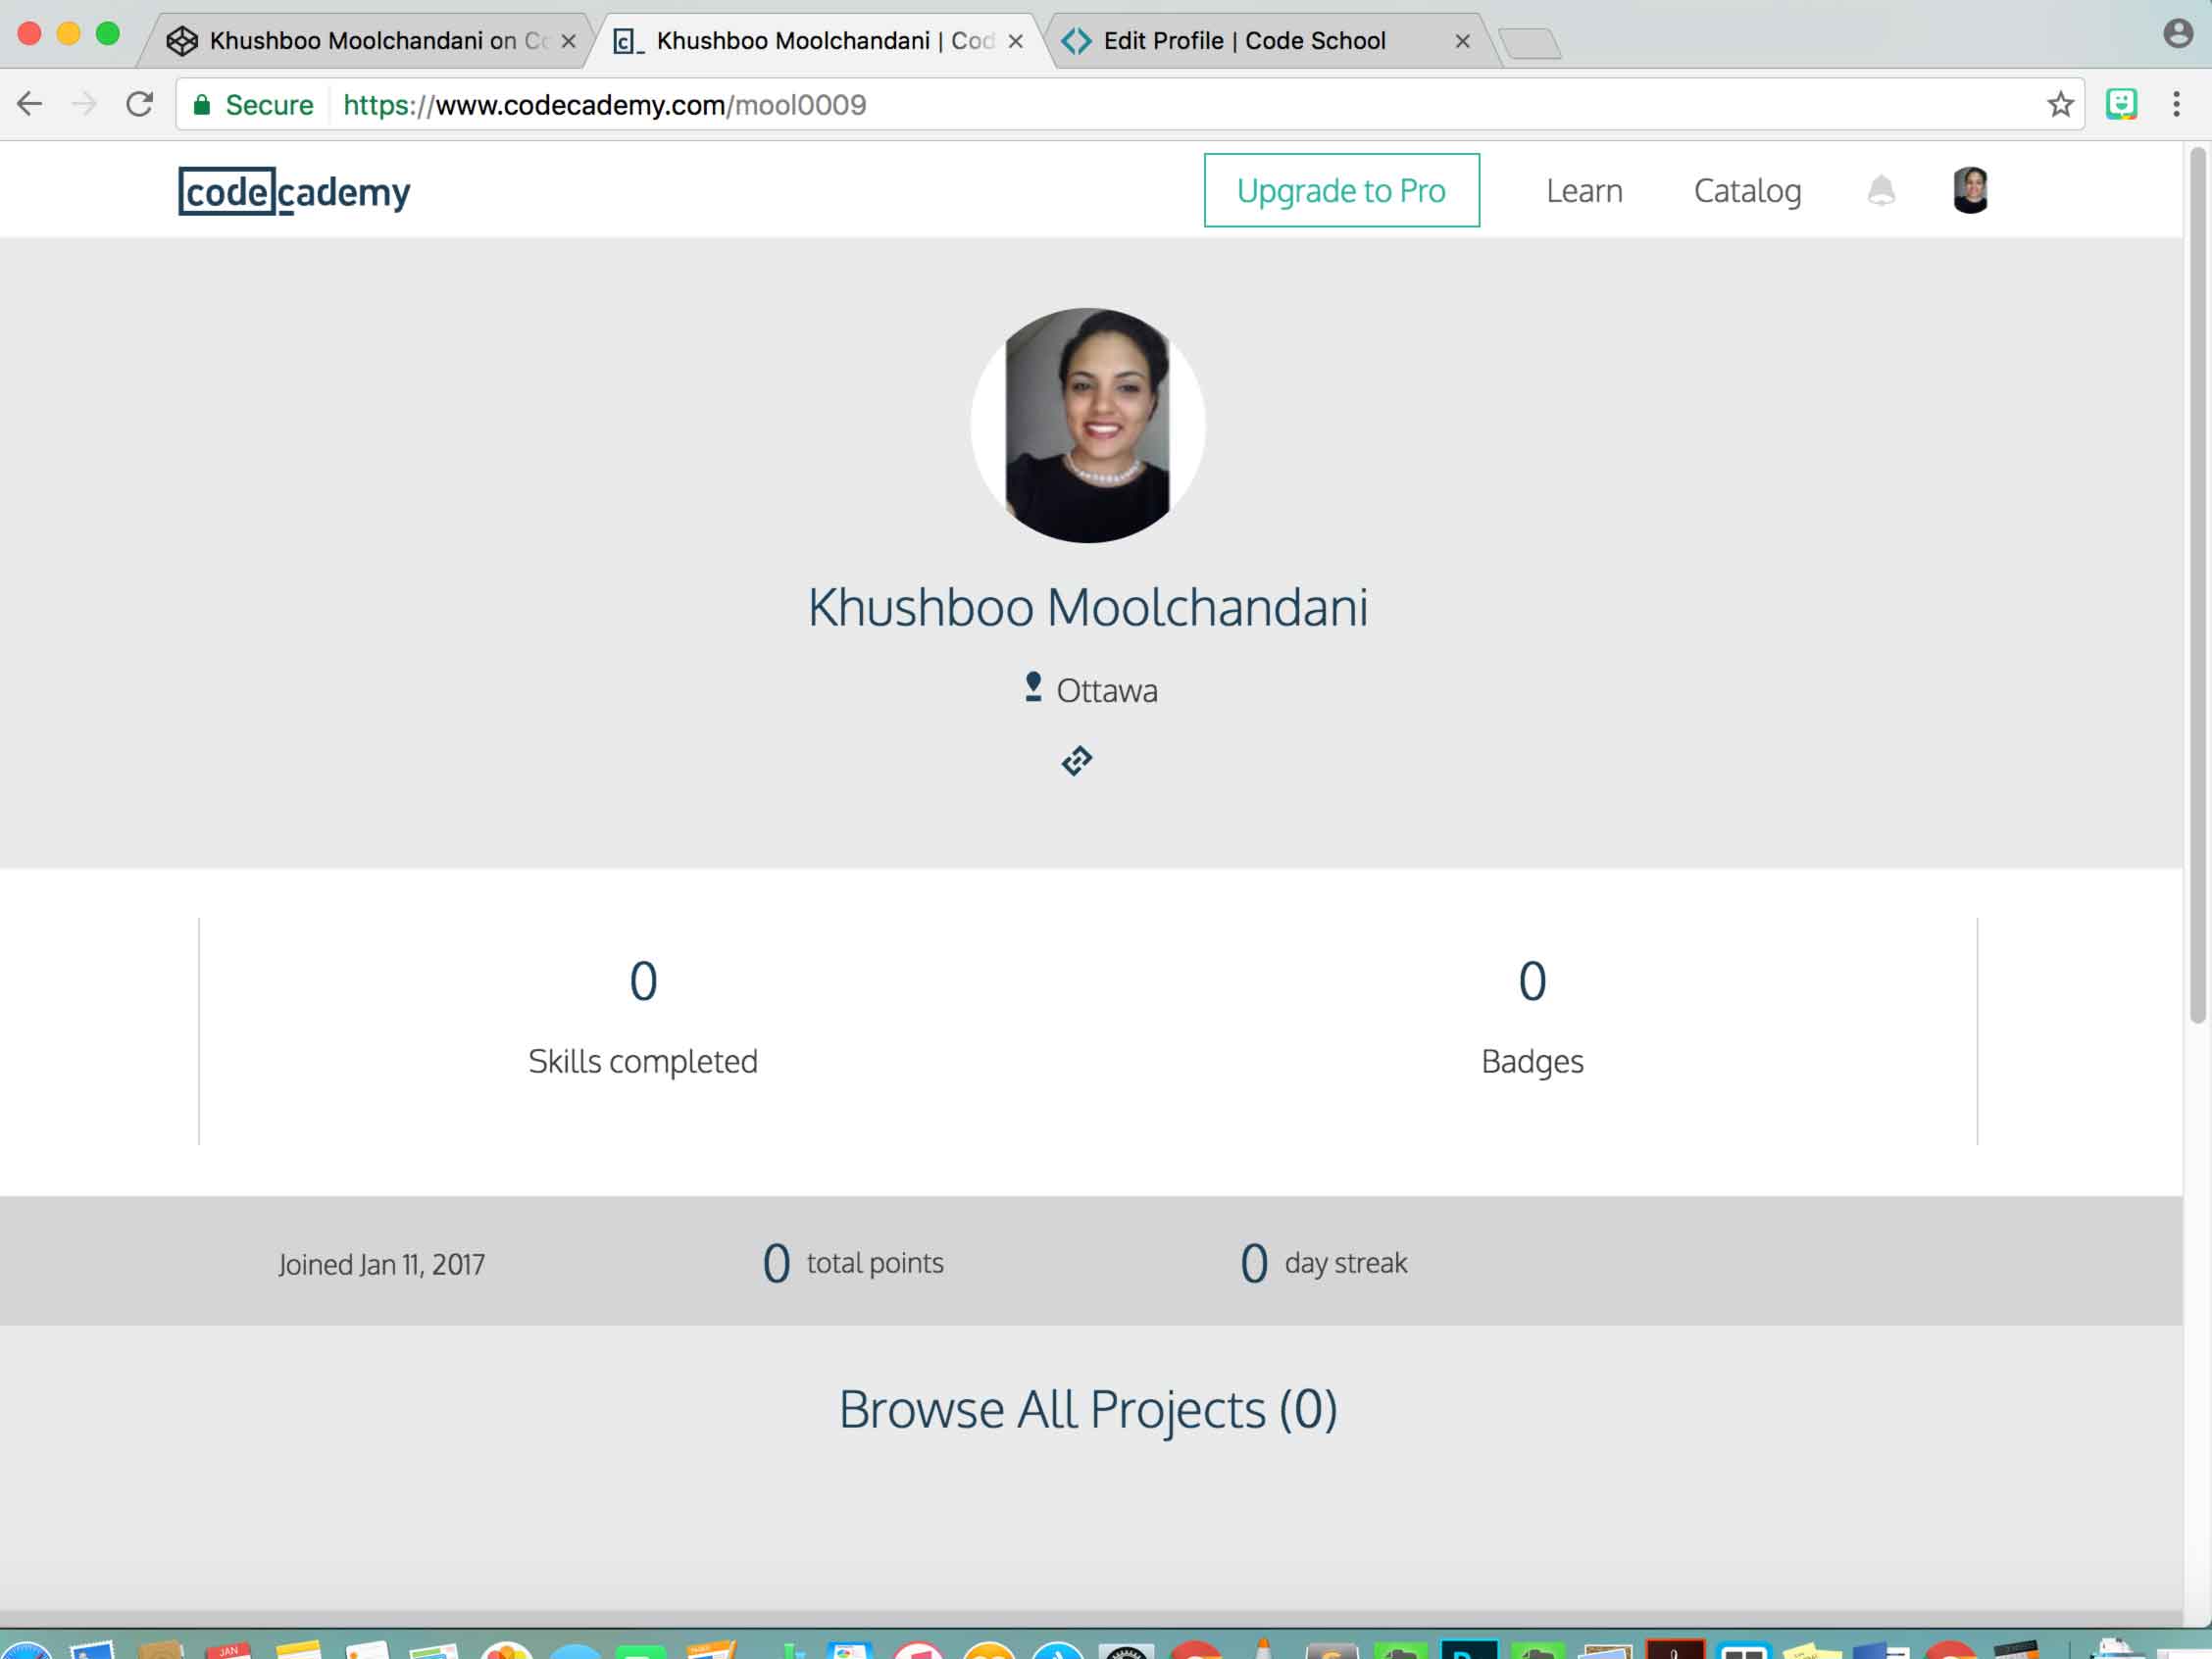 Khushboo Moolchandani on Co
Khushboo Moolchandani | Cod
Edit Profile | Code School
Secure https://www.codecademy.com/mool0009
codecademy
Upgrade to Pro
Learn
Catalog
Khushboo Moolchandani
Ottawa
0
Skills completed
0
Badges
Joined Jan 11, 2017
0 total points
0 day streak
Browse All Projects (0)
JAN